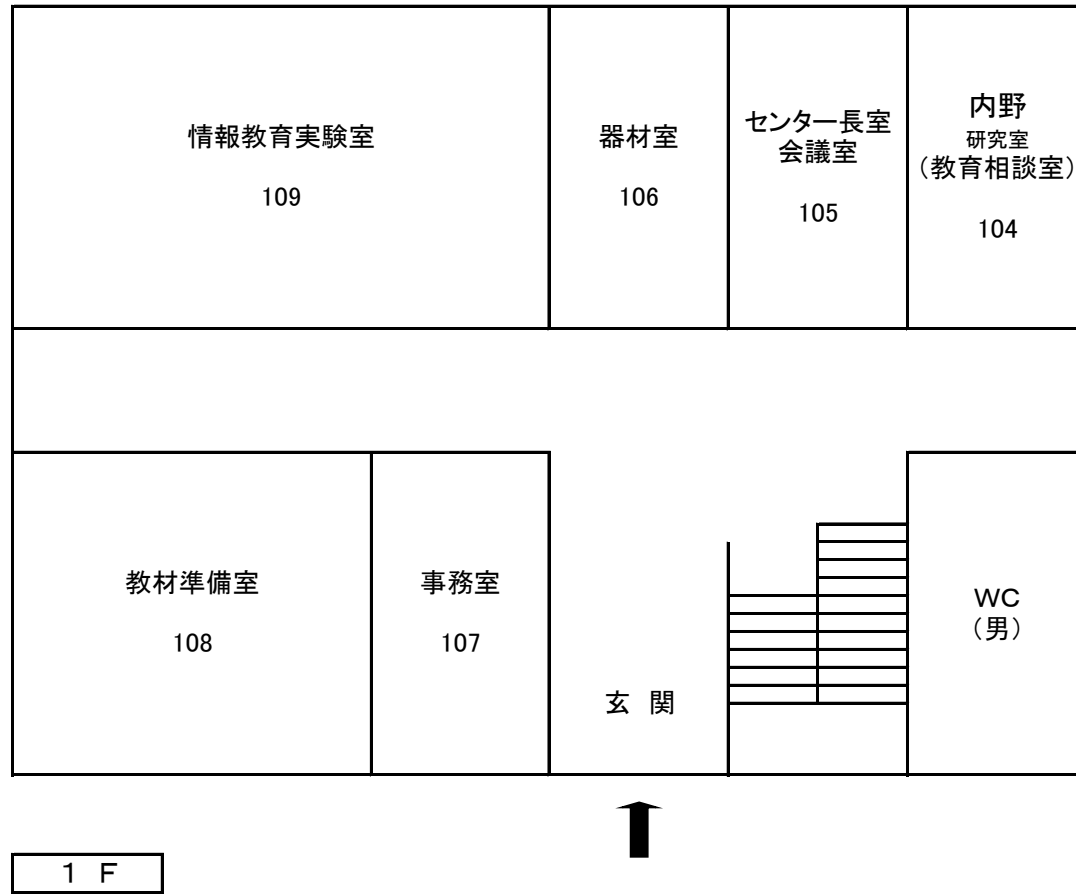 情報教育実験室
109
器材室
106
センター長室
会議室
105
内野
研究室
（教育相談室）
104
教材準備室
108
事務室
107
玄 関
WC
（男）
1 F